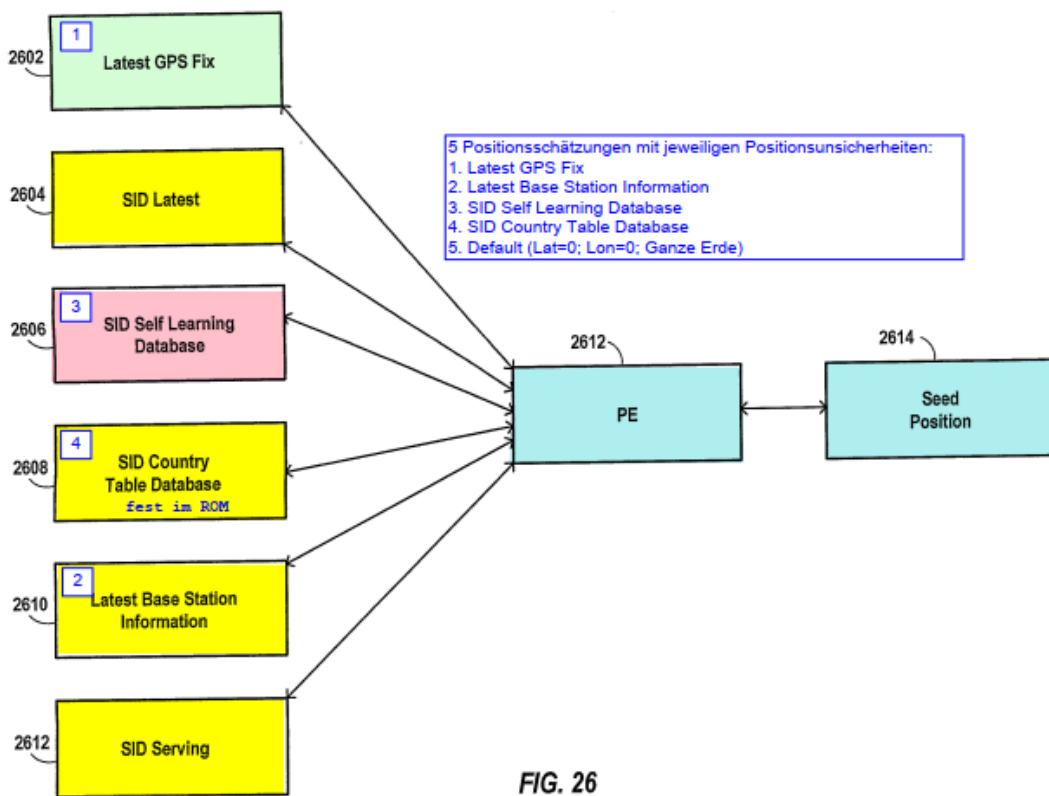 1
2602
Latest GPS Fix
2604
SID Latest
5 Positionsschätzungen mit jeweiligen Positionsunsicherheiten:
1. Latest GPS Fix
2. Latest Base Station Information
3. SID Self Learning Database
4. SID Country Table Database
5. Default (Lat=0; Lon=0; Ganze Erde)
3
2606
SID Self Learning
Database
2612
PE
2614
Seed
Position
4
2608
SID Country
Table Database
fest im ROM
2
2610
Latest Base Station
Information
2612
SID Serving
FIG. 26